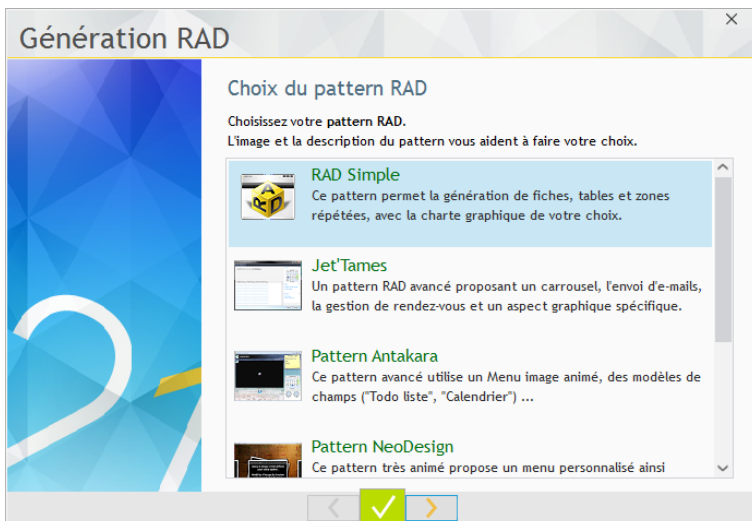 Génération RAD
Choix du pattern RAD
Choisissez votre pattern RAD.
L'image et la description du pattern vous aident à faire votre choix.
RAD Simple
Ce pattern permet la génération de fiches, tables et zones
répétées, avec la charte graphique de votre choix.
Jet'Tames
Un pattern RAD avancé proposant un carrousel, l'envoi d'e-mails,
la gestion de rendez-vous et un aspect graphique spécifique.
Pattern Antakara
Ce pattern avancé utilise un Menu image animé, des modèles de
champs ("Todo liste", "Calendrier") ...
Pattern NeoDesign
Ce pattern très animé propose un menu personnalisé ainsi